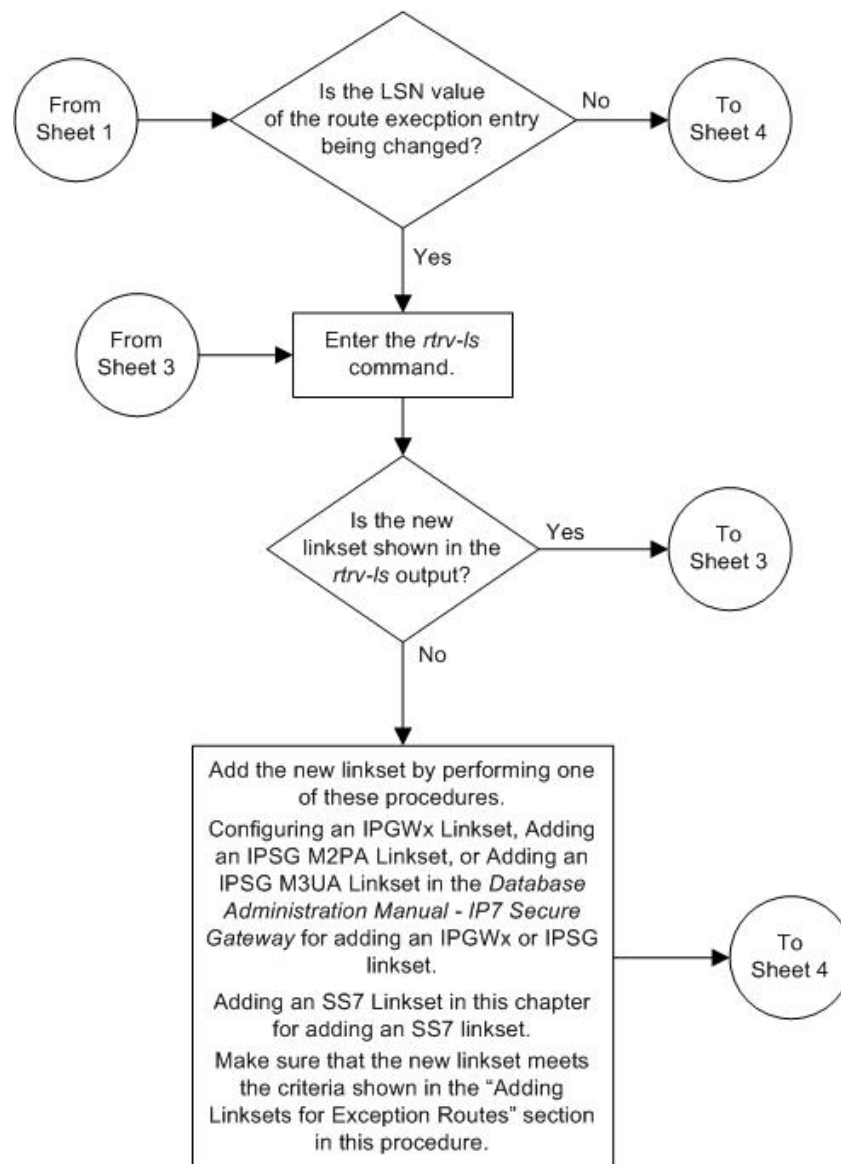 From
Sheet 1
Is the LSN value
of the route execption entry
being changed?
No
To
Sheet 4
Yes
From
Sheet 3
Enter the rtrv-ls
command.
Is the new
linkset shown in the
rtrv-ls output?
Yes
To
Sheet 3
No
Add the new linkset by performing one
of these procedures.
Configuring an IPGWx Linkset, Adding
an IPSG M2PA Linkset, or Adding an
IPSG M3UA Linkset in the Database
Administration Manual - IP7 Secure
Gateway for adding an IPGWx or IPSG
linkset.
Adding an SS7 Linkset in this chapter
for adding an SS7 linkset.
Make sure that the new linkset meets
the criteria shown in the “Adding
Linksets for Exception Routes” section
in this procedure.
To
Sheet 4